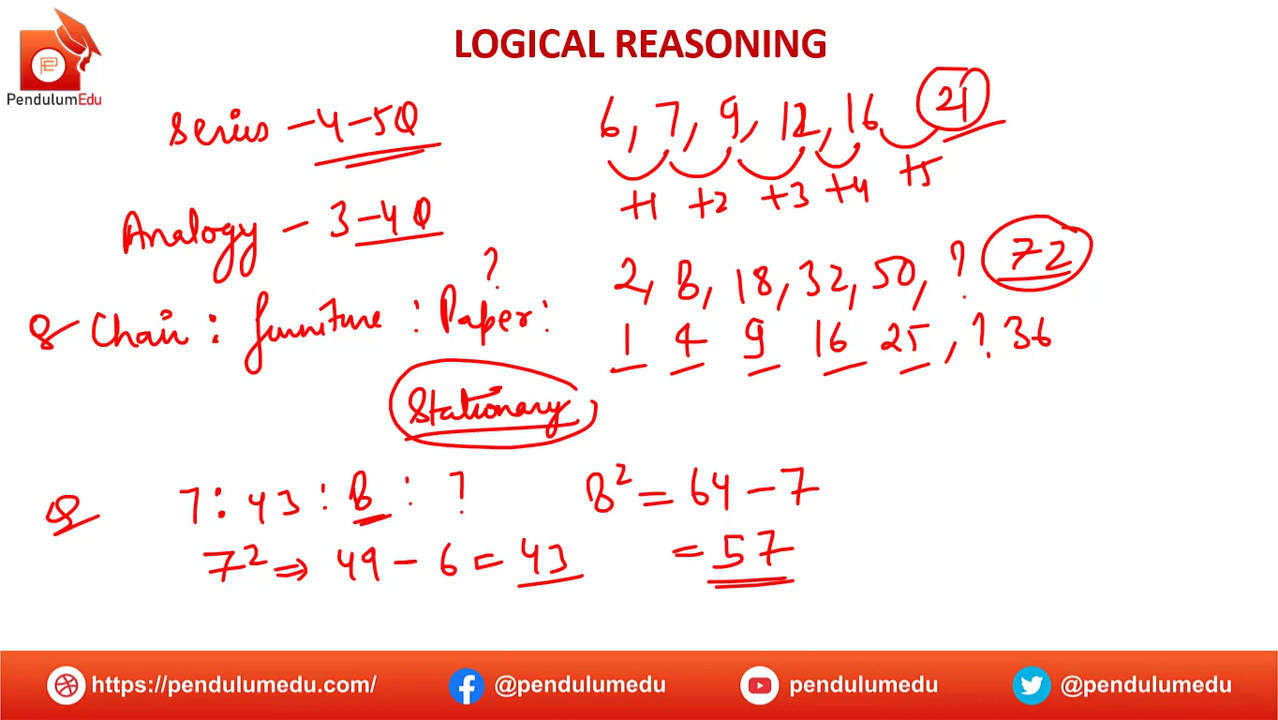 LOGICAL REASONING
PendulumEdu
Series - 4-5Q
6, 7, 9, 12, 16 21
+1 +2 +3 +4 +5
Analogy - 3-4Q
2, 8, 18, 32, 50, ? 72
1 4 9 16 25, ? 36
?
Q Chair : furniture : Paper :
Stationary
Q 7 : 43 : 8 : ?
7² ⇒ 49 - 6 = 43
8² = 64 - 7
= 57
https://pendulumedu.com/
@pendulumedu
pendulumedu
@pendulumedu